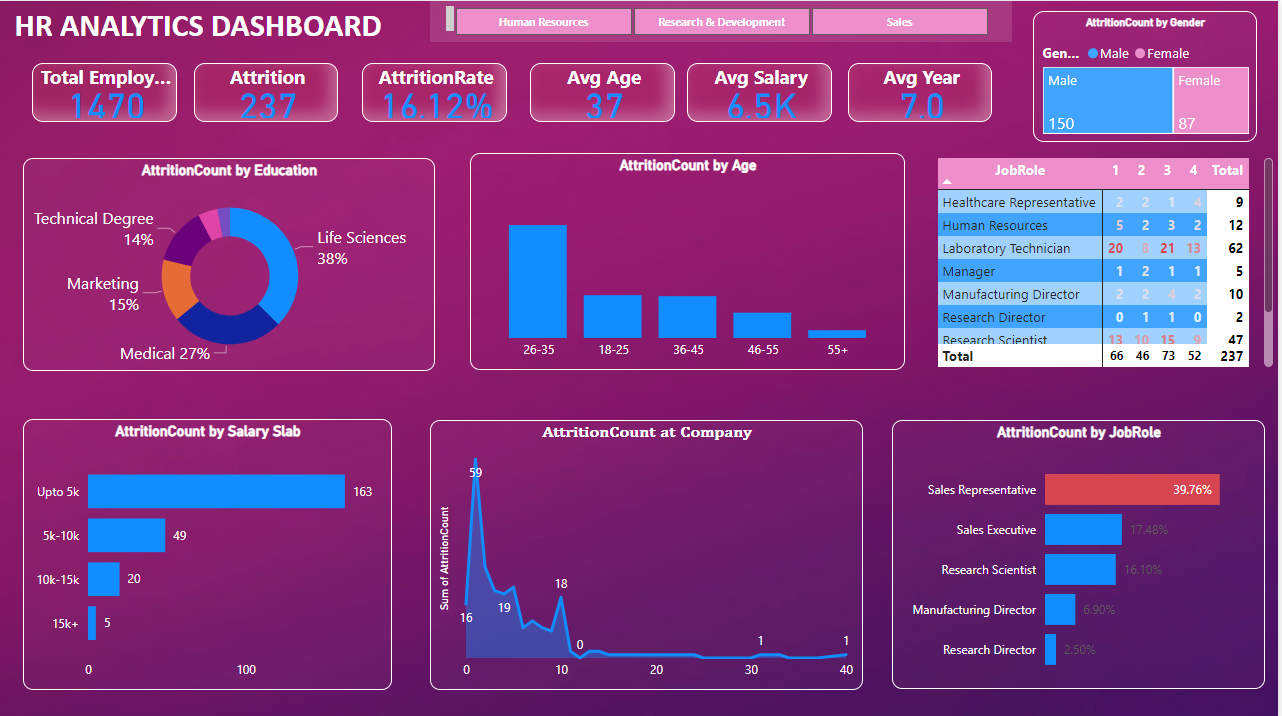 HR ANALYTICS DASHBOARD
Human Resources
Research & Development
Sales
Total Employ...
1470
Attrition
237
AttritionRate
16.12%
Avg Age
37
Avg Salary
6.5K
Avg Year
7.0
AttritionCount by Gender
Gen... Male Female
Male Female
150 87
AttritionCount by Education
Technical Degree
14%
Life Sciences
38%
Marketing
15%
Medical 27%
AttritionCount by Age
26-35 18-25 36-45 46-55 55+
JobRole 1 2 3 4 Total
Healthcare Representative 2 2 1 4 9
Human Resources 5 2 3 2 12
Laboratory Technician 20 8 21 13 62
Manager 1 2 1 1 5
Manufacturing Director 2 2 4 2 10
Research Director 0 1 1 0 2
Research Scientist 13 10 15 9 47
Total 66 46 73 52 237
AttritionCount by Salary Slab
Upto 5k 163
5k-10k 49
10k-15k 20
15k+ 5
0 100
AttritionCount at Company
Sum of AttritionCount
59
18
19
16
0
1
1
0 10 20 30 40
AttritionCount by JobRole
Sales Representative 39.76%
Sales Executive 17.48%
Research Scientist 16.10%
Manufacturing Director 6.90%
Research Director 2.50%